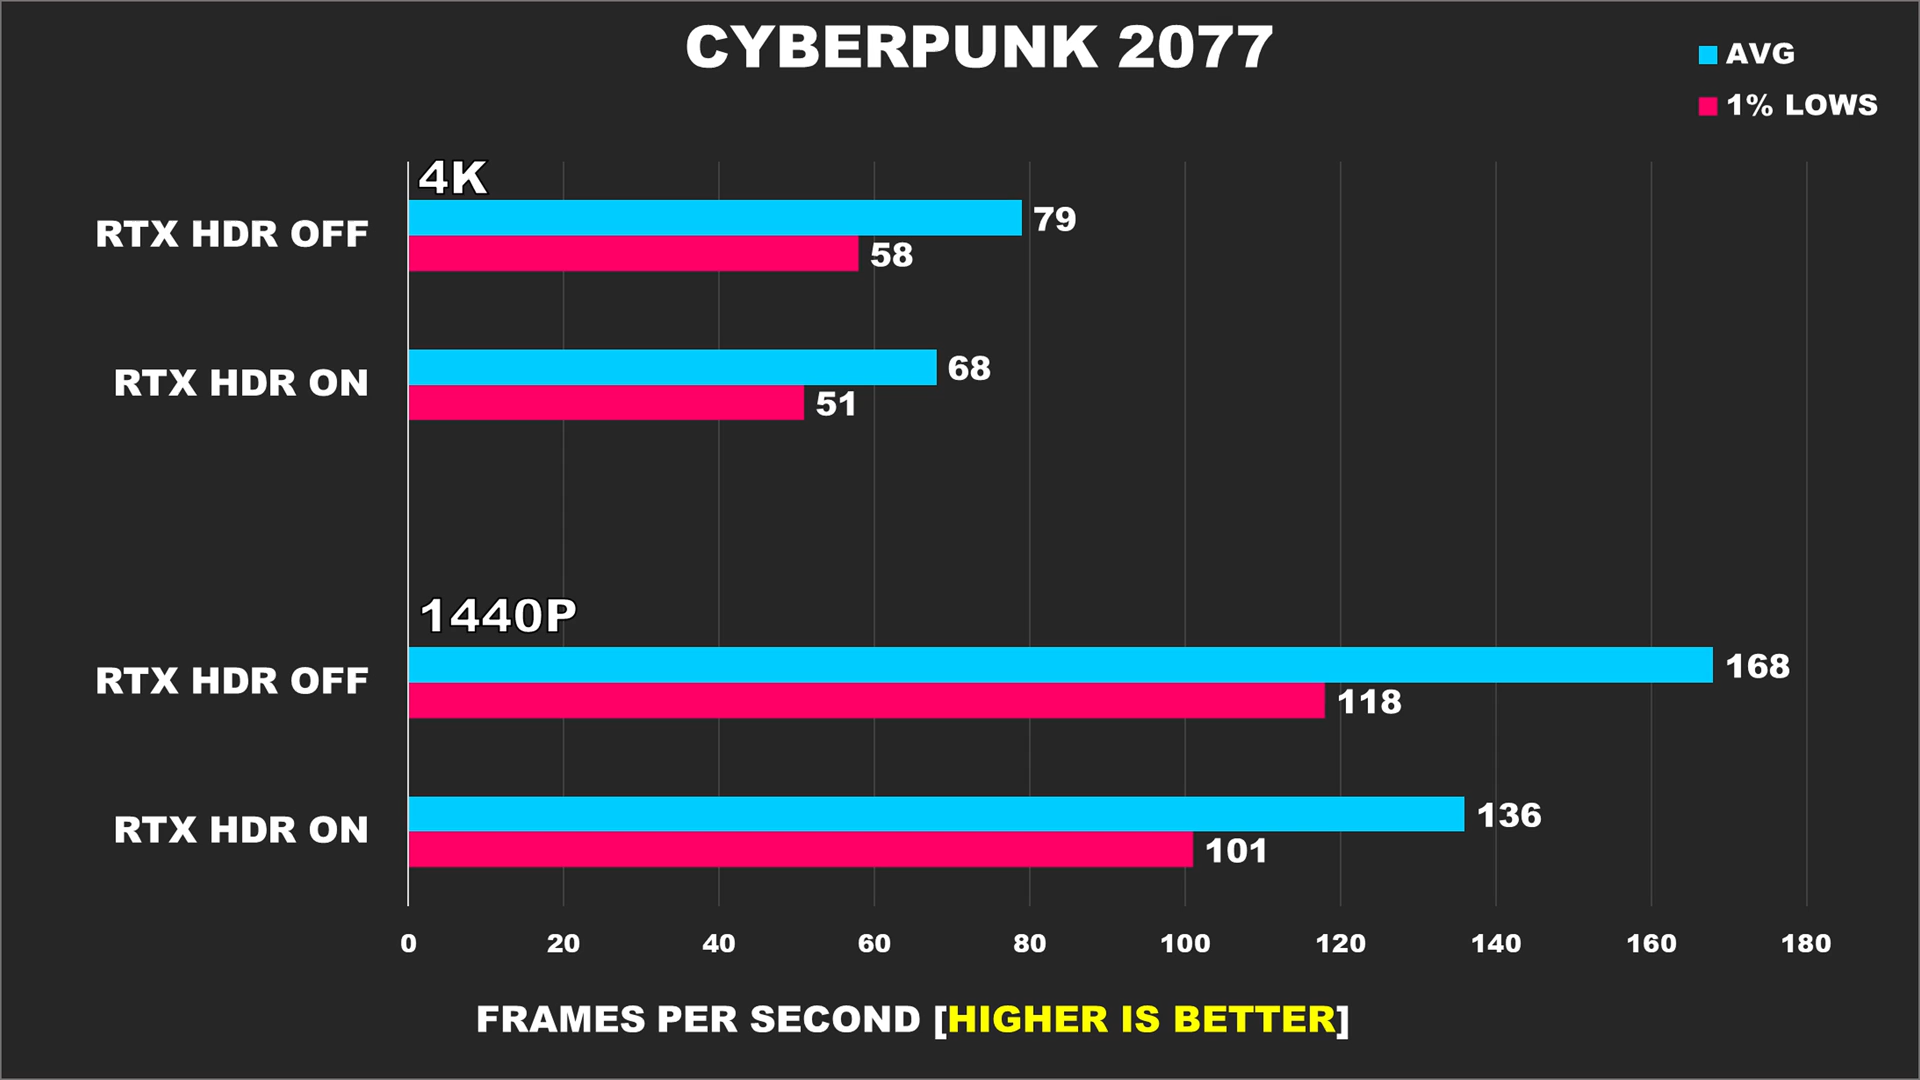 CYBERPUNK 2077
AVG
1% LOWS
4K
RTX HDR OFF
79
58
RTX HDR ON
68
51
1440P
RTX HDR OFF
168
118
RTX HDR ON
136
101
0 20 40 60 80 100 120 140 160 180
FRAMES PER SECOND [HIGHER IS BETTER]